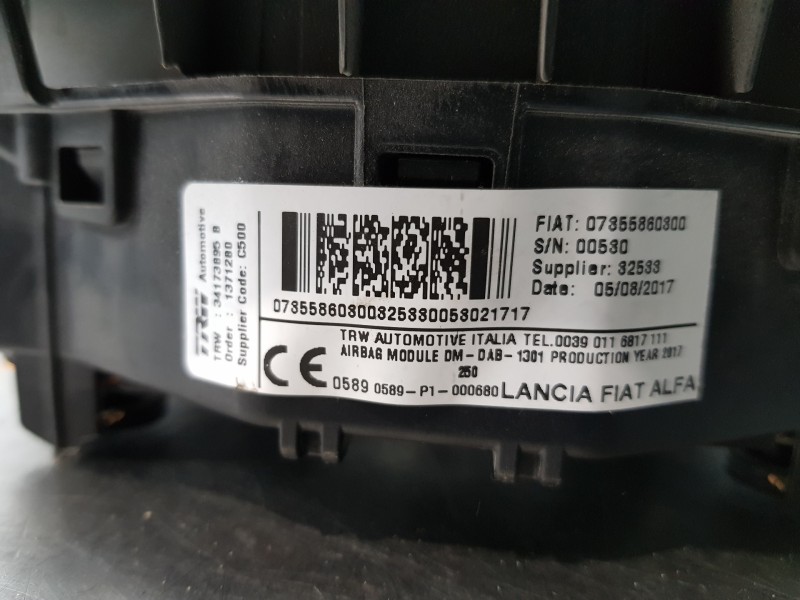 TRW Automotive
TRW : 34173895 B
Order : 1371280
Supplier Code: C500
FIAT: 07355860300
S/N: 00530
Supplier: 32533
Date: 05/08/2017
07355860300325330053021717
TRW AUTOMOTIVE ITALIA TEL.0039 011 6817 111
AIRBAG MODULE DM-DAB-1301 PRODUCTION YEAR 2017
250
CE 0589 0589-P1-000680 LANCIA FIAT ALFA